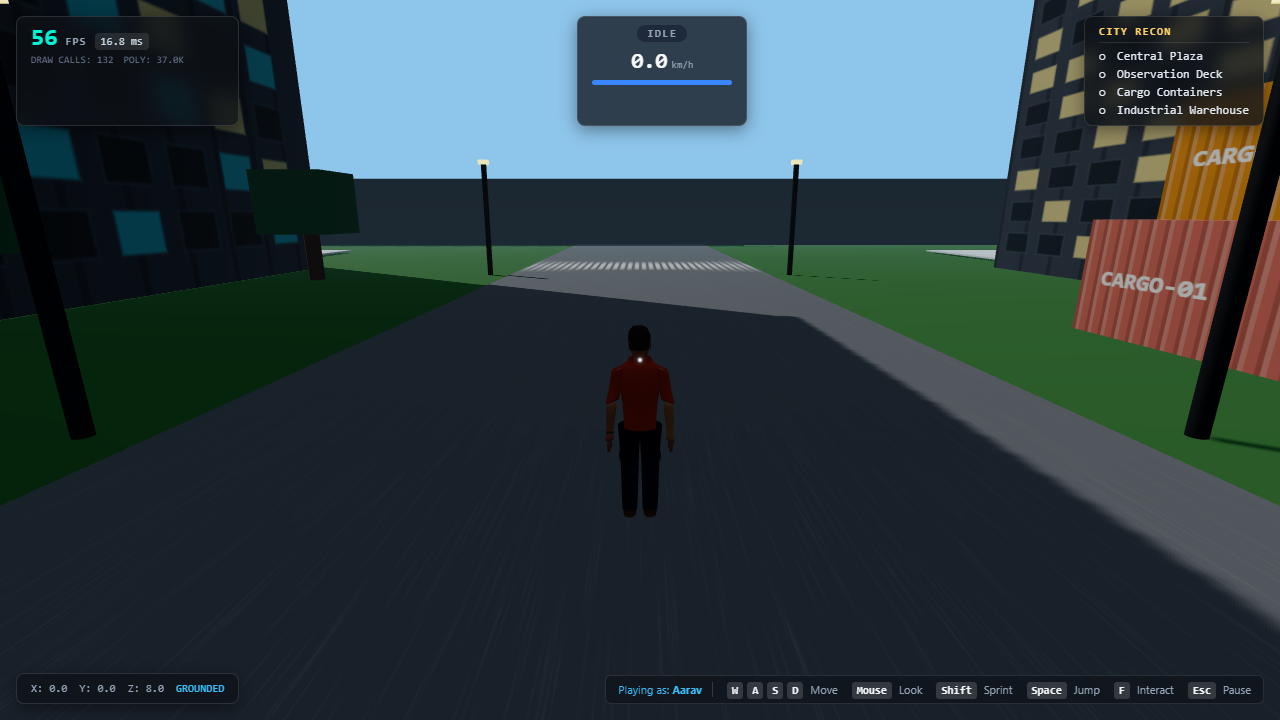 56 FPS 16.8 ms
DRAW CALLS: 132 POLY: 37.0K
IDLE
0.0 km/h
CITY RECON
Central Plaza
Observation Deck
Cargo Containers
Industrial Warehouse
CARG
CARGO-01
X: 0.0 Y: 0.0 Z: 8.0 GROUNDED
Playing as: Aarav W A S D Move Mouse Look Shift Sprint Space Jump F Interact Esc Pause